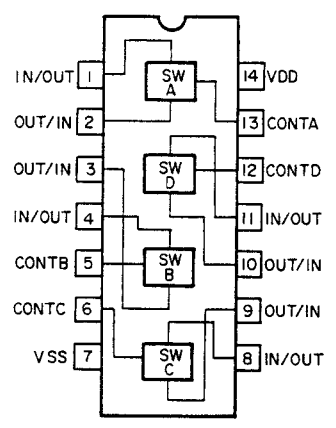 IN/OUT 1 SW A 14 VDD
OUT/IN 2 13 CONTA
OUT/IN 3 SW D 12 CONTD
IN/OUT 4 11 IN/OUT
CONTB 5 SW B 10 OUT/IN
CONTC 6 9 OUT/IN
VSS 7 SW C 8 IN/OUT